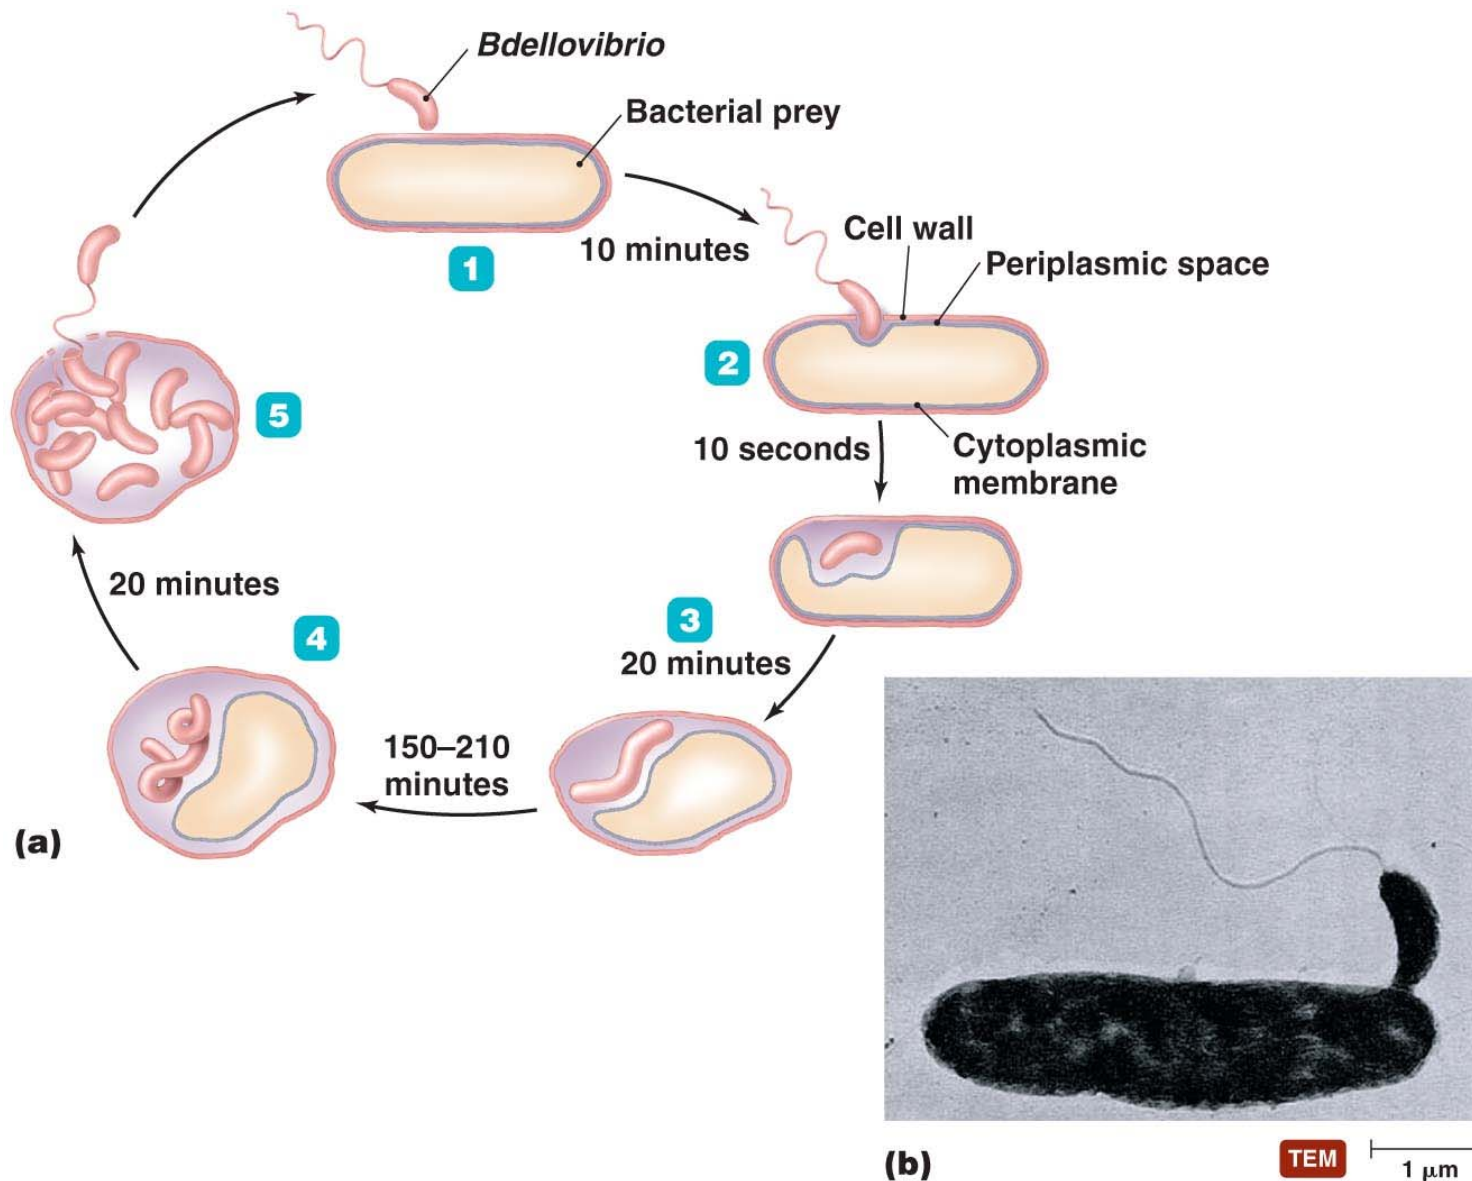 Bdellovibrio
Bacterial prey
1
10 minutes
Cell wall
Periplasmic space
2
Cytoplasmic
membrane
10 seconds
3
20 minutes
150–210
minutes
4
20 minutes
5
(a)
(b)
TEM
1 μm